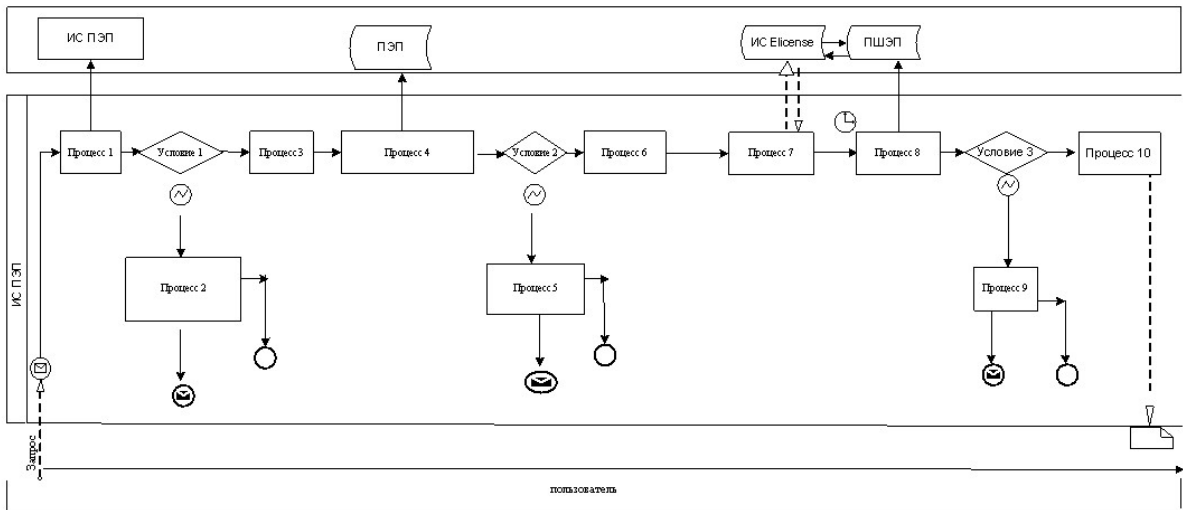 ИС ПЭП
ПЭП
ИС Elicense
ПШЭП
Процесс 1
Условие 1
Процесс3
Процесс 4
Условие 2
Процесс 6
Процесс 7
Процесс 8
Условие 3
Процесс 10
Процесс 2
Процесс 5
Процесс 9
ИС ПЭП
Запрос
пользователь